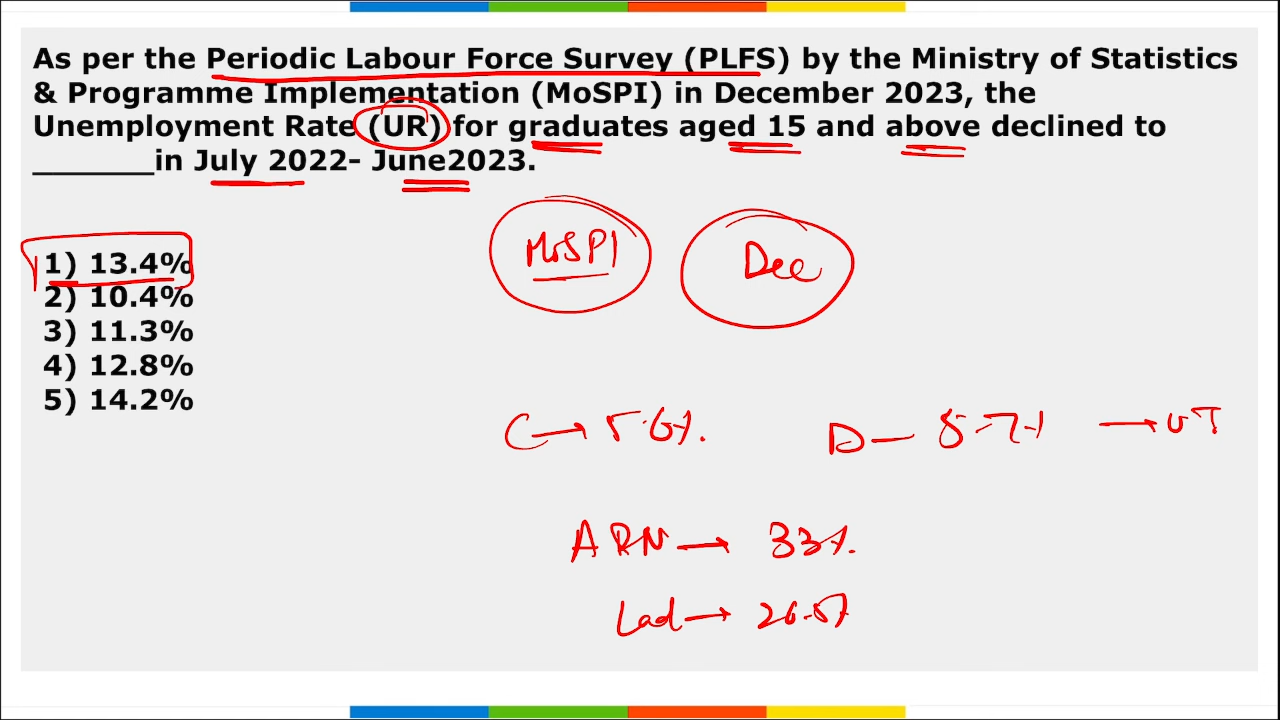 As per the Periodic Labour Force Survey (PLFS) by the Ministry of Statistics
& Programme Implementation (MoSPI) in December 2023, the
Unemployment Rate (UR) for graduates aged 15 and above declined to
_______in July 2022- June2023.
1) 13.4%
2) 10.4%
3) 11.3%
4) 12.8%
5) 14.2%
MoSPI
Dec
C → 5.6%.
D — 5.7% → UT
ARN → 33%.
Lad → 26.5%